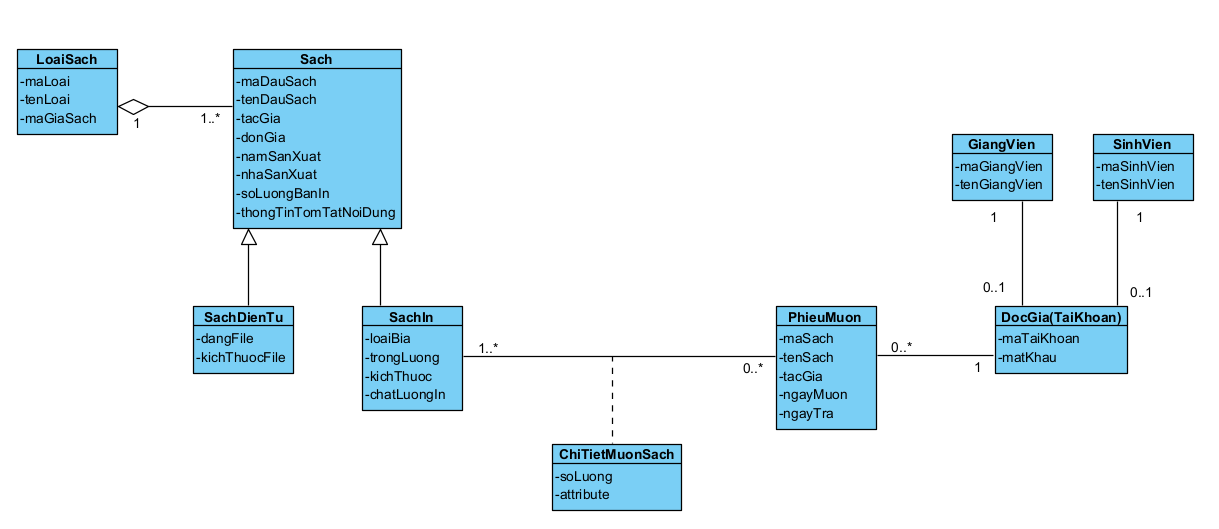 LoaiSach
-maLoai
-tenLoai
-maGiaSach
1
1..*
Sach
-maDauSach
-tenDauSach
-tacGia
-donGia
-namSanXuat
-nhaSanXuat
-soLuongBanIn
-thongTinTomTatNoiDung
GiangVien
-maGiangVien
-tenGiangVien
SinhVien
-maSinhVien
-tenSinhVien
1
1
0..1
0..1
SachDienTu
-dangFile
-kichThuocFile
SachIn
-loaiBia
-trongLuong
-kichThuoc
-chatLuongIn
1..*
0..*
PhieuMuon
-maSach
-tenSach
-tacGia
-ngayMuon
-ngayTra
0..*
1
DocGia(TaiKhoan)
-maTaiKhoan
-matKhau
ChiTietMuonSach
-soLuong
-attribute